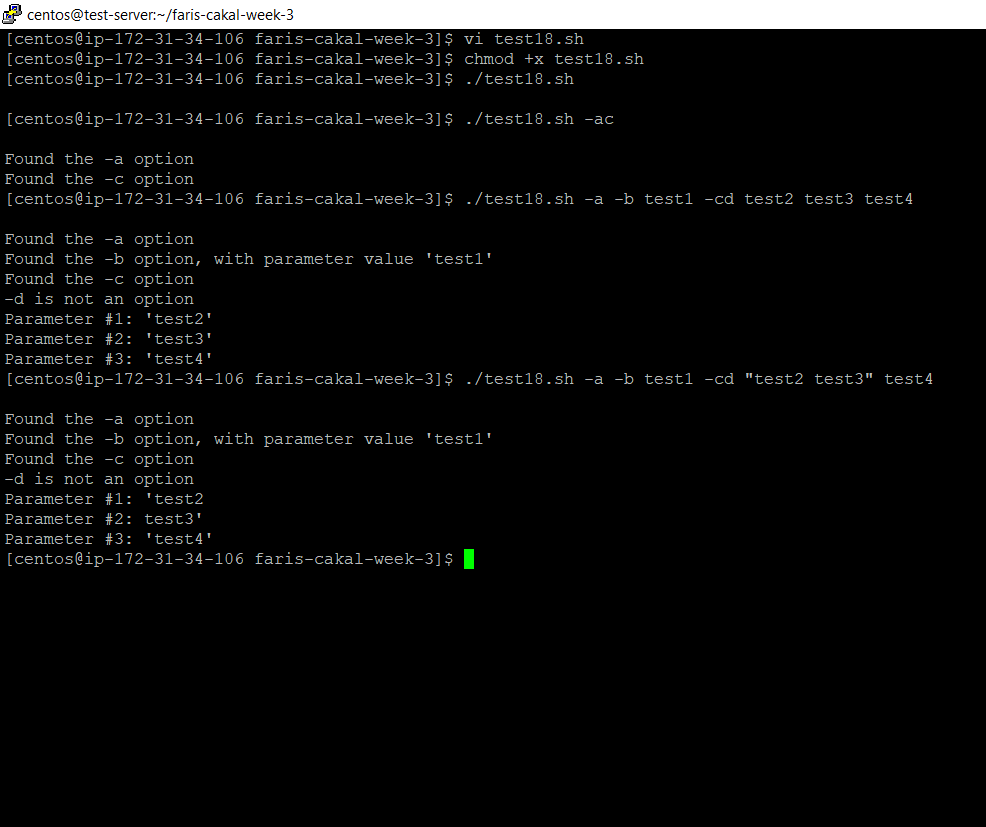 centos@test-server:~/faris-cakal-week-3
[centos@ip-172-31-34-106 faris-cakal-week-3]$ vi test18.sh
[centos@ip-172-31-34-106 faris-cakal-week-3]$ chmod +x test18.sh
[centos@ip-172-31-34-106 faris-cakal-week-3]$ ./test18.sh
[centos@ip-172-31-34-106 faris-cakal-week-3]$ ./test18.sh -ac
Found the -a option
Found the -c option
[centos@ip-172-31-34-106 faris-cakal-week-3]$ ./test18.sh -a -b test1 -cd test2 test3 test4
Found the -a option
Found the -b option, with parameter value 'test1'
Found the -c option
-d is not an option
Parameter #1: 'test2'
Parameter #2: 'test3'
Parameter #3: 'test4'
[centos@ip-172-31-34-106 faris-cakal-week-3]$ ./test18.sh -a -b test1 -cd "test2 test3" test4
Found the -a option
Found the -b option, with parameter value 'test1'
Found the -c option
-d is not an option
Parameter #1: 'test2
Parameter #2: test3'
Parameter #3: 'test4'
[centos@ip-172-31-34-106 faris-cakal-week-3]$